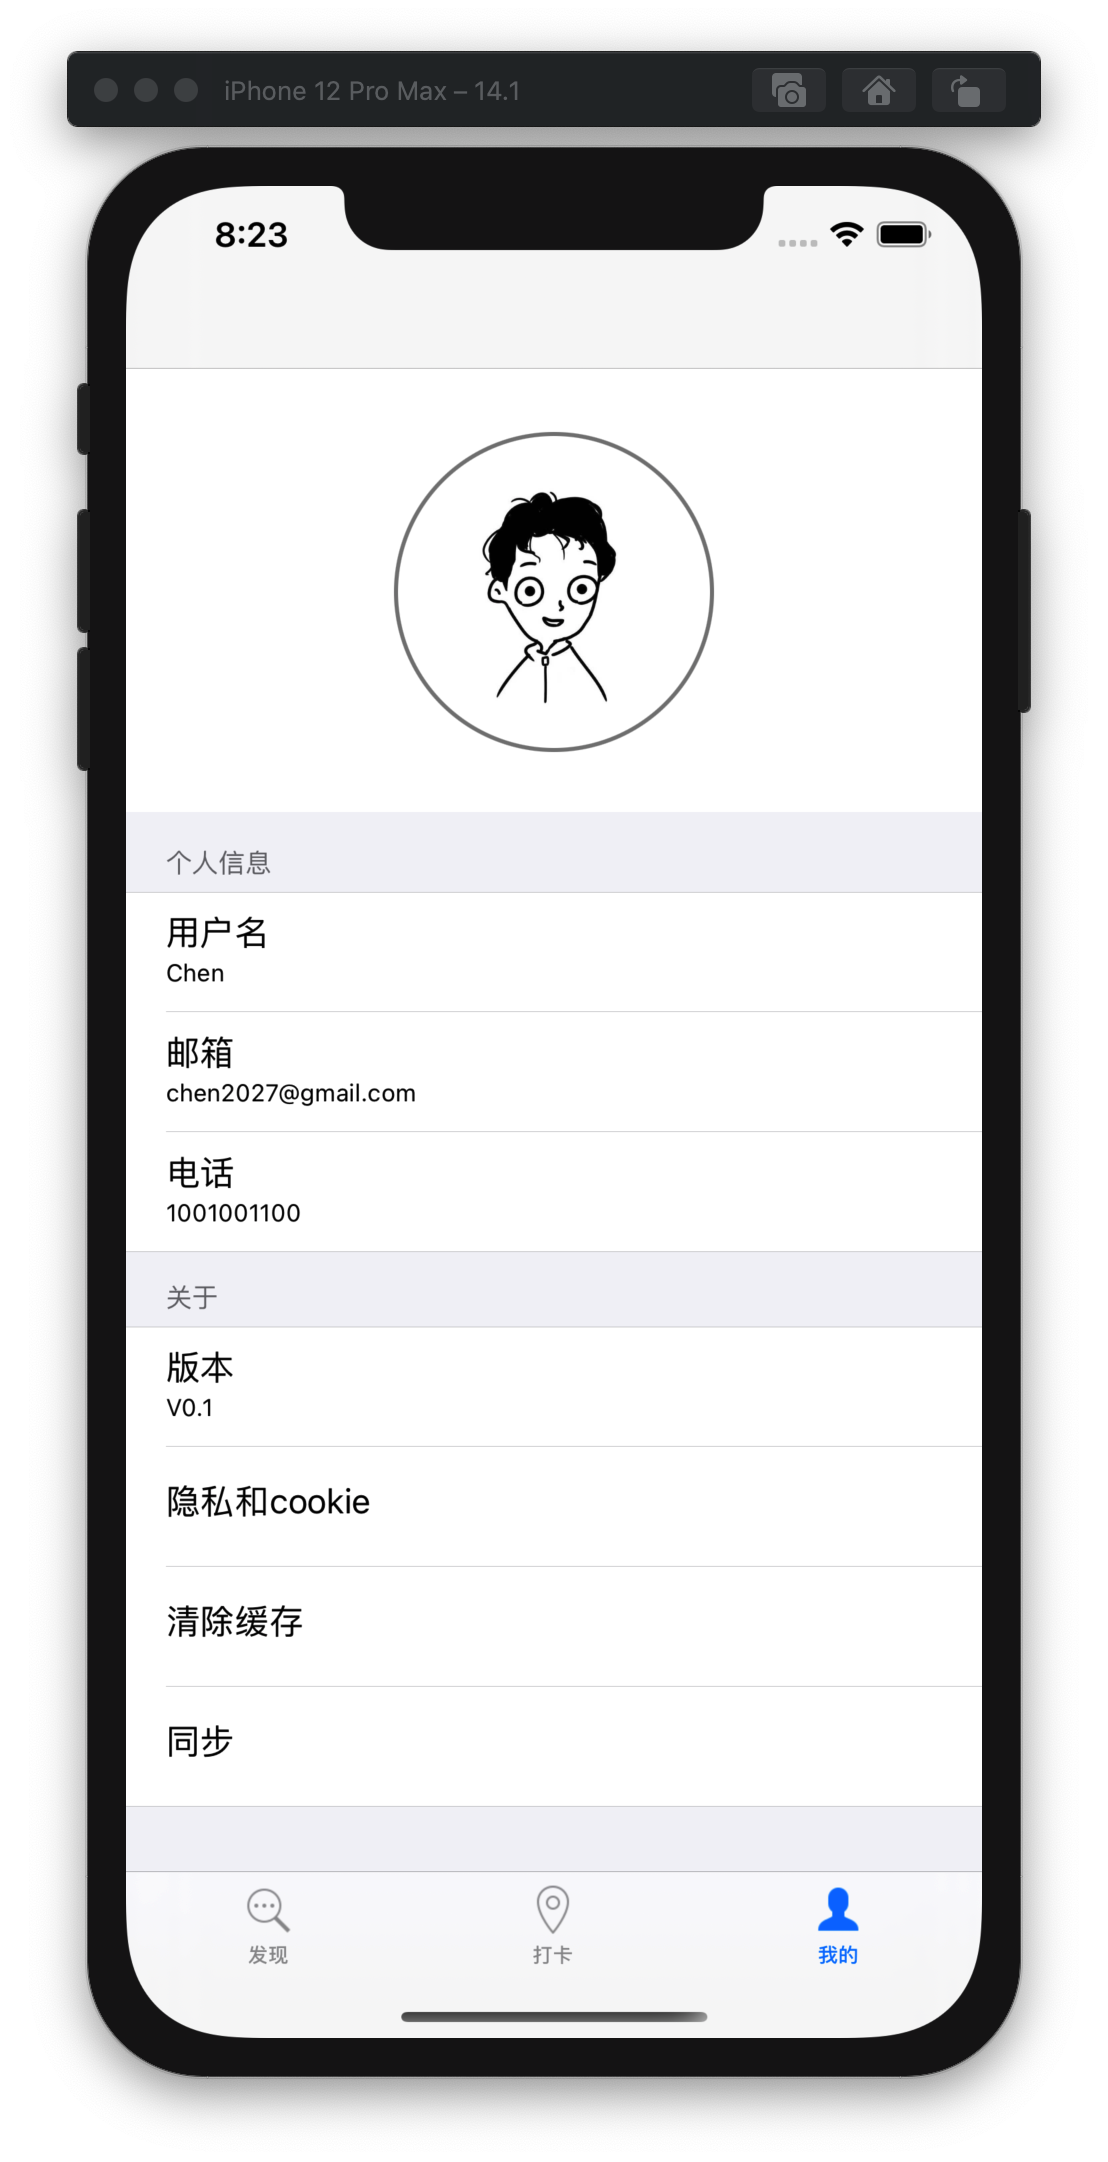 iPhone 12 Pro Max – 14.1
8:23
个人信息
用户名
Chen
邮箱
chen2027@gmail.com
电话
1001001100
关于
版本
V0.1
隐私和cookie
清除缓存
同步
发现
打卡
我的